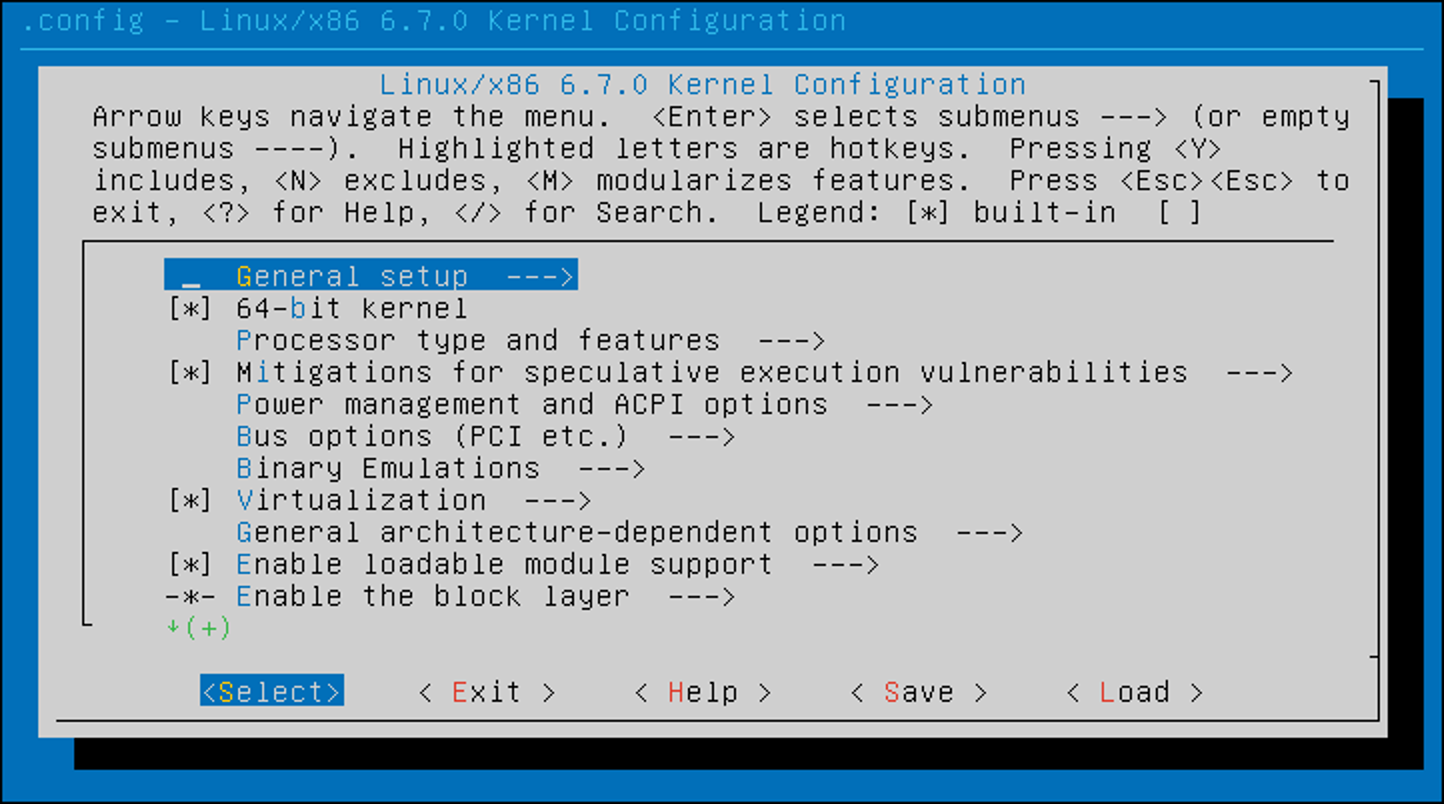 .config - Linux/x86 6.7.0 Kernel Configuration
Linux/x86 6.7.0 Kernel Configuration
Arrow keys navigate the menu.  <Enter> selects submenus ---> (or empty
submenus ----).  Highlighted letters are hotkeys.  Pressing <Y>
includes, <N> excludes, <M> modularizes features.  Press <Esc><Esc> to
exit, <?> for Help, </> for Search.  Legend: [*] built-in  [ ]
_  General setup  --->
[*] 64-bit kernel
Processor type and features  --->
[*] Mitigations for speculative execution vulnerabilities  --->
Power management and ACPI options  --->
Bus options (PCI etc.)  --->
Binary Emulations  --->
[*] Virtualization  --->
General architecture-dependent options  --->
[*] Enable loadable module support  --->
-*- Enable the block layer  --->
↓(+)
<Select>    < Exit >    < Help >    < Save >    < Load >